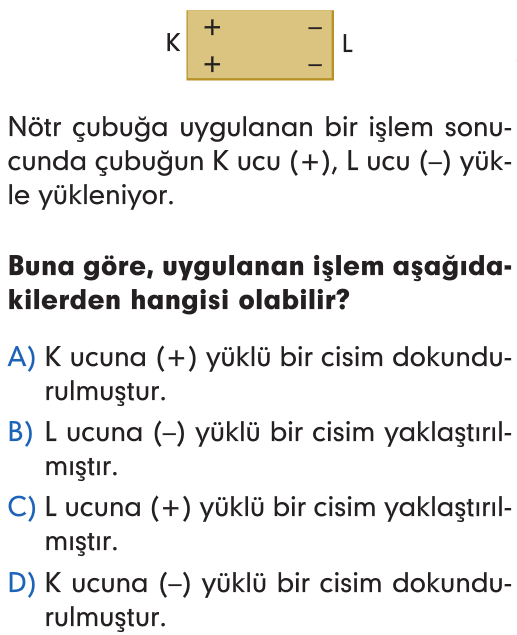 + –
K L
+ –
Nötr çubuğa uygulanan bir işlem sonu-
cunda çubuğun K ucu (+), L ucu (–) yük-
le yükleniyor.
Buna göre, uygulanan işlem aşağıda-
kilerden hangisi olabilir?
A) K ucuna (+) yüklü bir cisim dokundu-
rulmuştur.
B) L ucuna (–) yüklü bir cisim yaklaştırıl-
mıştır.
C) L ucuna (+) yüklü bir cisim yaklaştırıl-
mıştır.
D) K ucuna (–) yüklü bir cisim dokundu-
rulmuştur.